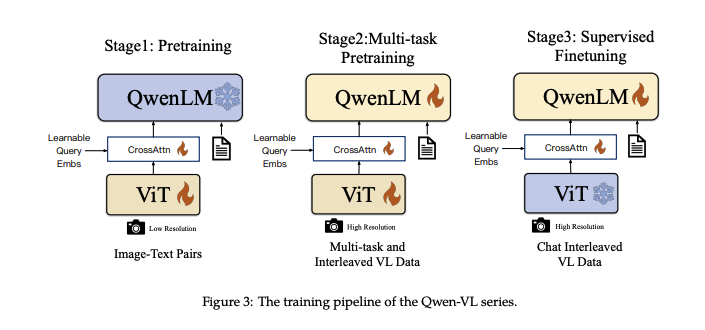 Stage1: Pretraining
QwenLM
Learnable
Query
Embs
CrossAttn
ViT
Low Resolution
Image-Text Pairs
Stage2:Multi-task
Pretraining
QwenLM
Learnable
Query
Embs
CrossAttn
ViT
High Resolution
Multi-task and
Interleaved VL Data
Stage3: Supervised
Finetuning
QwenLM
Learnable
Query
Embs
CrossAttn
ViT
High Resolution
Chat Interleaved
VL Data
Figure 3: The training pipeline of the Qwen-VL series.